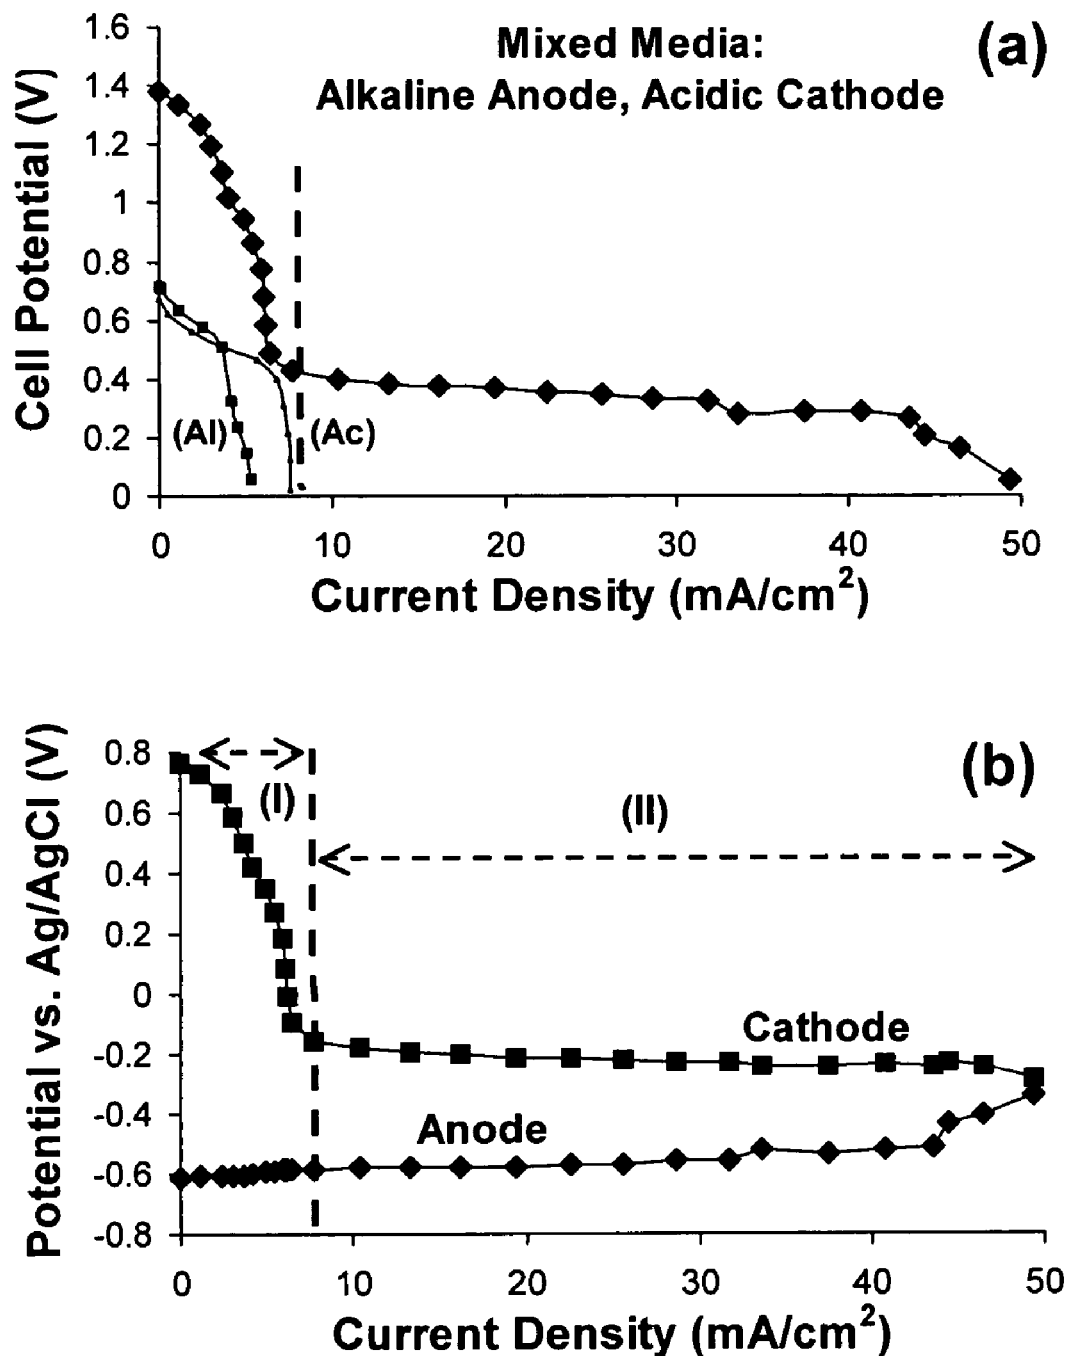 (a)
Mixed Media:
Alkaline Anode, Acidic Cathode
Cell Potential (V)
1.6
1.4
1.2
1
0.8
0.6
0.4
0.2
0
(Al)
(Ac)
0
10
20
30
40
50
Current Density (mA/cm²)
(b)
Potential vs. Ag/AgCl (V)
0.8
0.6
0.4
0.2
0
-0.2
-0.4
-0.6
-0.8
(I)
(II)
Cathode
Anode
0
10
20
30
40
50
Current Density (mA/cm²)